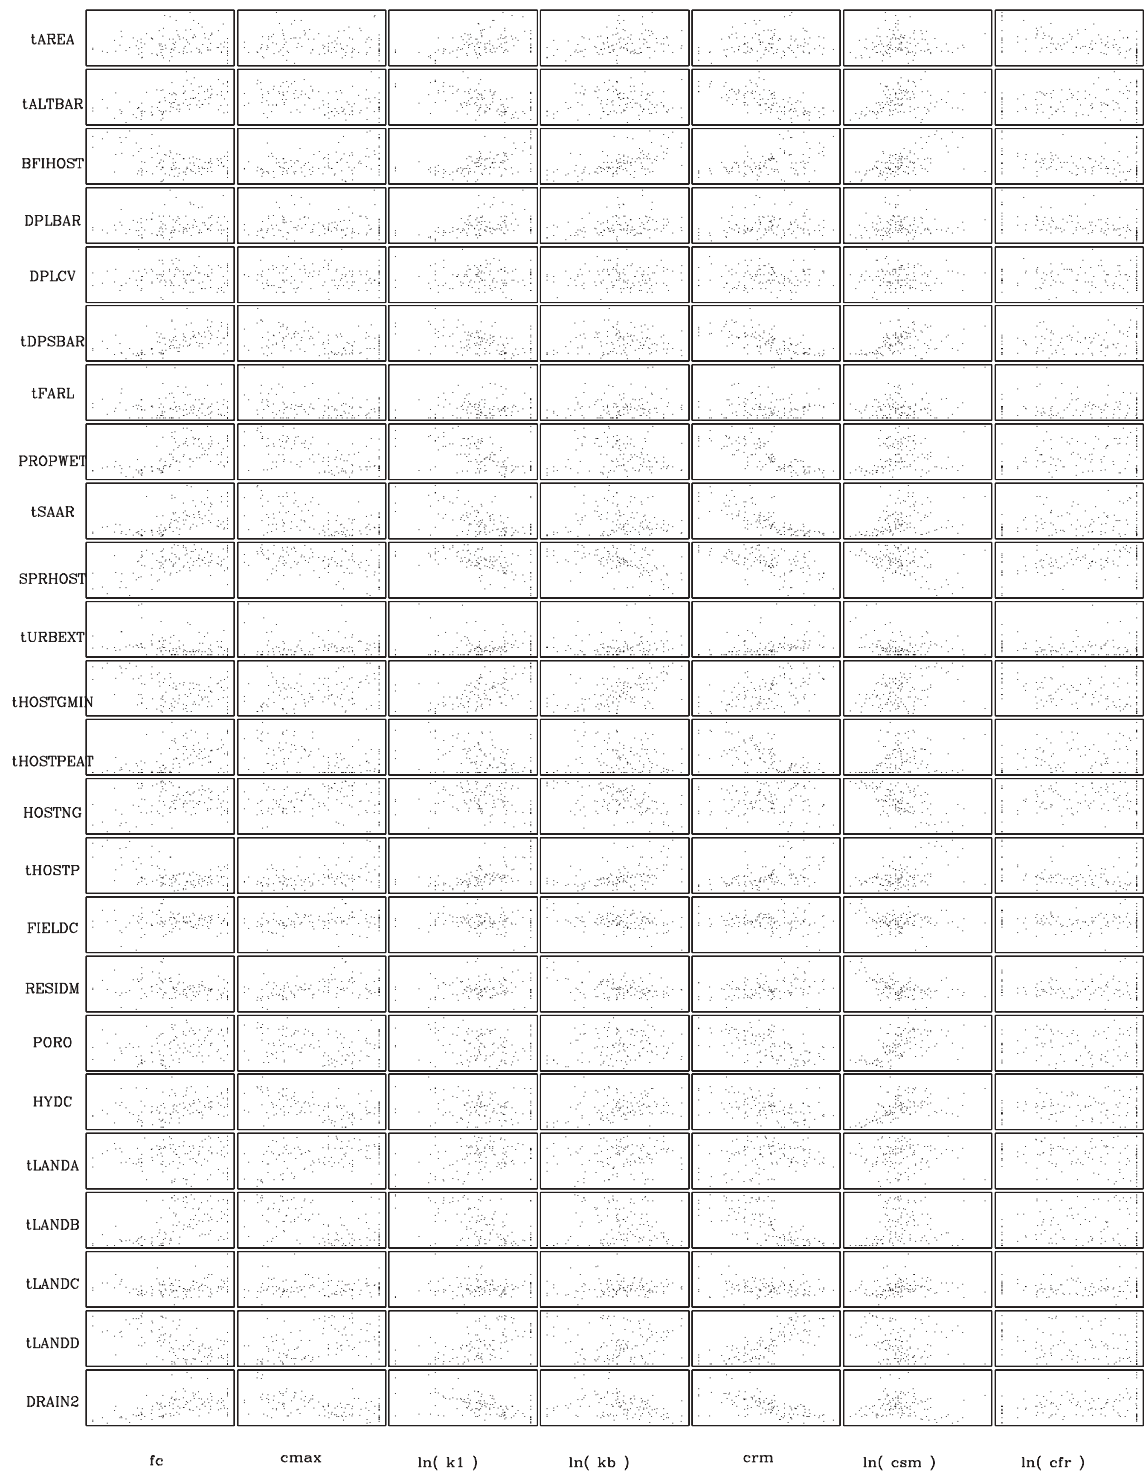 tAREA
tALTBAR
BFIHOST
DPLBAR
DPLCV
tDPSBAR
tFARL
PROPWET
tSAAR
SPRHOST
tURBEXT
tHOSTGMIN
tHOSTPEAT
HOSTNG
tHOSTP
FIELDC
RESIDM
PORO
HYDC
tLANDA
tLANDB
tLANDC
tLANDD
DRAIN2
fc cmax ln( k1 ) ln( kb ) crm ln( csm ) ln( cfr )